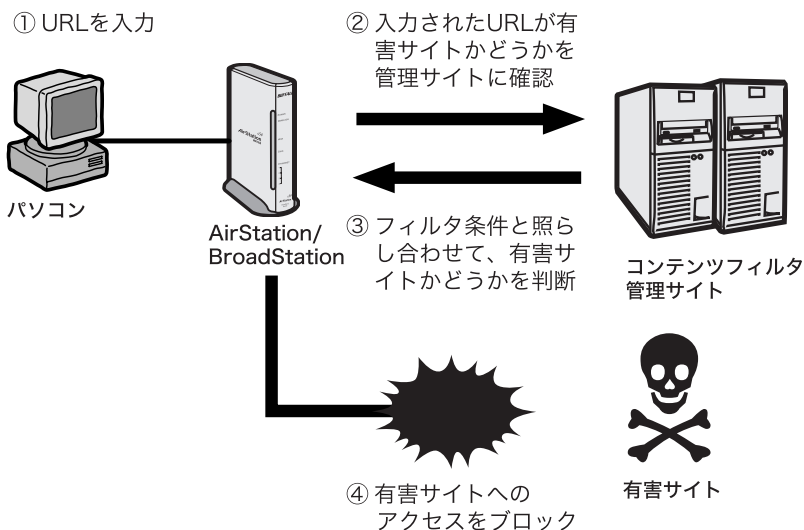 ① URLを入力
② 入力されたURLが有
害サイトかどうかを
管理サイトに確認
パソコン
AirStation/
BroadStation
③ フィルタ条件と照ら
し合わせて、有害サ
イトかどうかを判断
コンテンツフィルタ
管理サイト
④ 有害サイトへの
アクセスをブロック
有害サイト